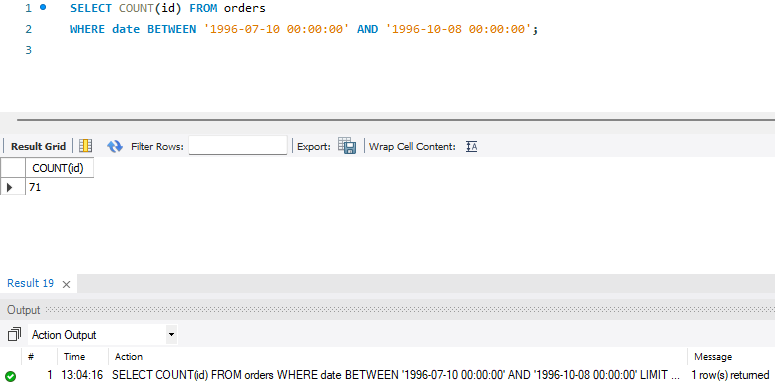 1 SELECT COUNT(id) FROM orders
2 WHERE date BETWEEN '1996-07-10 00:00:00' AND '1996-10-08 00:00:00';
3
Result Grid Filter Rows: Export: Wrap Cell Content:
COUNT(id)
71
Result 19
Output
Action Output
# Time Action Message
1 13:04:16 SELECT COUNT(id) FROM orders WHERE date BETWEEN '1996-07-10 00:00:00' AND '1996-10-08 00:00:00' LIMIT ... 1 row(s) returned